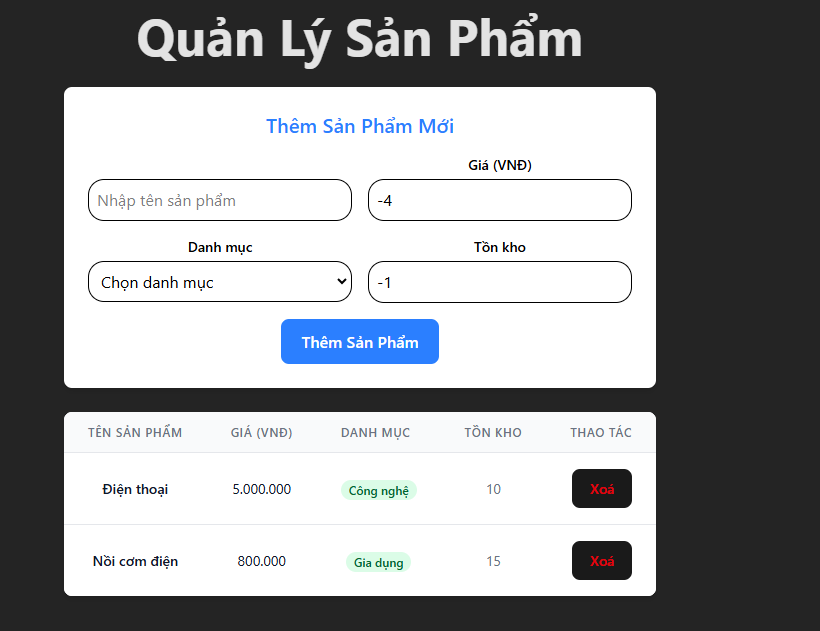 Quản Lý Sản Phẩm
Thêm Sản Phẩm Mới
Giá (VNĐ)
Nhập tên sản phẩm
-4
Danh mục
Tồn kho
Chọn danh mục
-1
Thêm Sản Phẩm
TÊN SẢN PHẨM GIÁ (VNĐ) DANH MỤC TỒN KHO THAO TÁC
Điện thoại 5.000.000 Công nghệ 10 Xoá
Nồi cơm điện 800.000 Gia dụng 15 Xoá